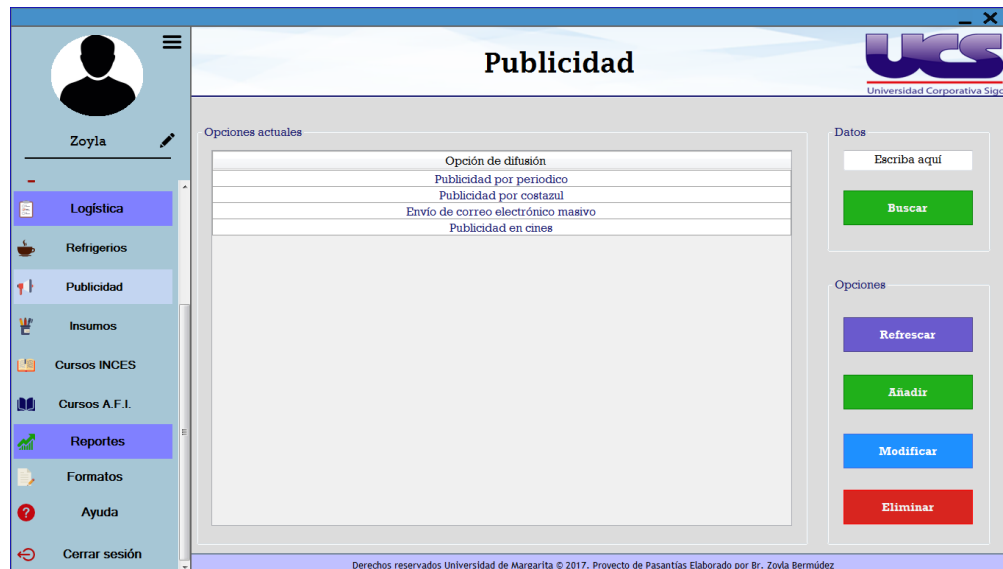 Publicidad
UCS
Universidad Corporativa Sigo
Zoyla
Logística
Refrigerios
Publicidad
Insumos
Cursos INCES
Cursos A.F.I.
Reportes
Formatos
Ayuda
Cerrar sesión
Opciones actuales
Opción de difusión
Publicidad por periodico
Publicidad por costazul
Envío de correo electrónico masivo
Publicidad en cines
Datos
Escriba aquí
Buscar
Opciones
Refrescar
Añadir
Modificar
Eliminar
Derechos reservados Universidad de Margarita © 2017. Proyecto de Pasantías Elaborado por Br. Zoyla Bermúdez